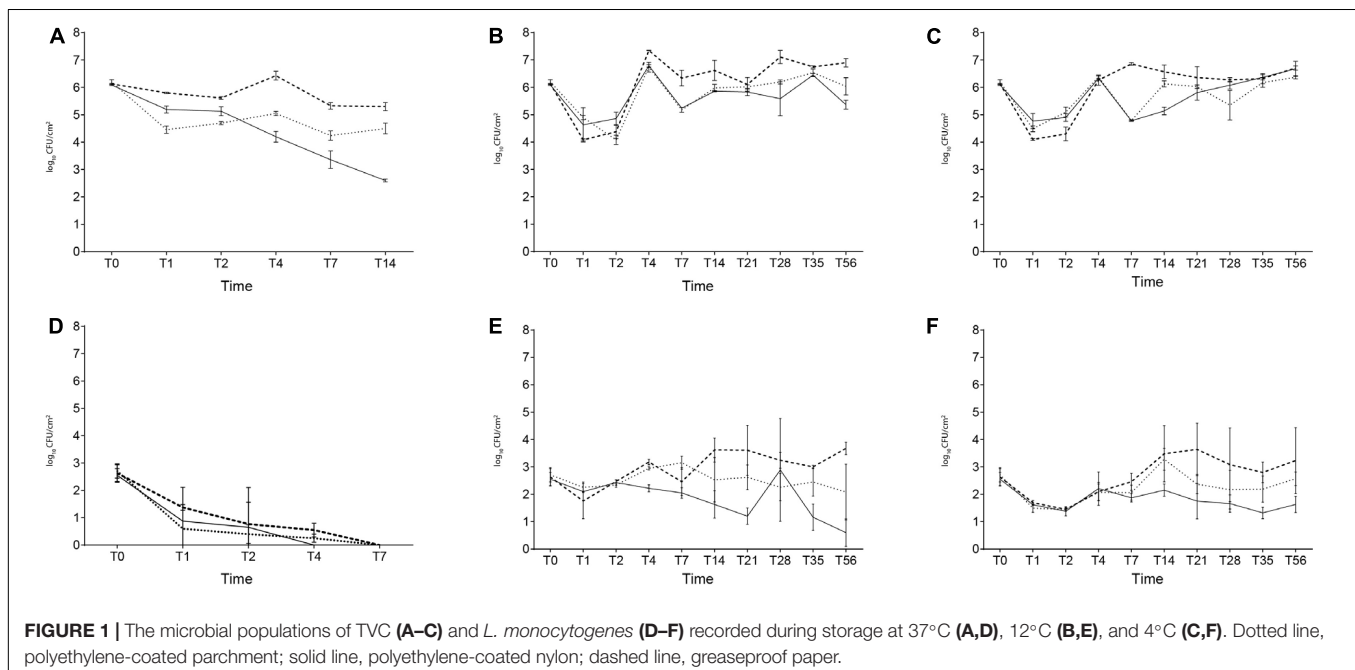 A
8
7
6
5
4
3
2
1
0
log10 CFU/cm²
T0 T1 T2 T4 T7 T14
Time
B
8
7
6
5
4
3
2
1
0
log10 CFU/cm²
T0 T1 T2 T4 T7 T14 T21 T28 T35 T56
Time
C
8
7
6
5
4
3
2
1
0
log10 CFU/cm²
T0 T1 T2 T4 T7 T14 T21 T28 T35 T56
Time
D
8
7
6
5
4
3
2
1
0
log10 CFU/cm²
T0 T1 T2 T4 T7
Time
E
8
7
6
5
4
3
2
1
0
log10 CFU/cm²
T0 T1 T2 T4 T7 T14 T21 T28 T35 T56
Time
F
8
7
6
5
4
3
2
1
0
log10 CFU/cm²
T0 T1 T2 T4 T7 T14 T21 T28 T35 T56
Time
FIGURE 1 | The microbial populations of TVC (A–C) and L. monocytogenes (D–F) recorded during storage at 37°C (A,D), 12°C (B,E), and 4°C (C,F). Dotted line,
polyethylene-coated parchment; solid line, polyethylene-coated nylon; dashed line, greaseproof paper.